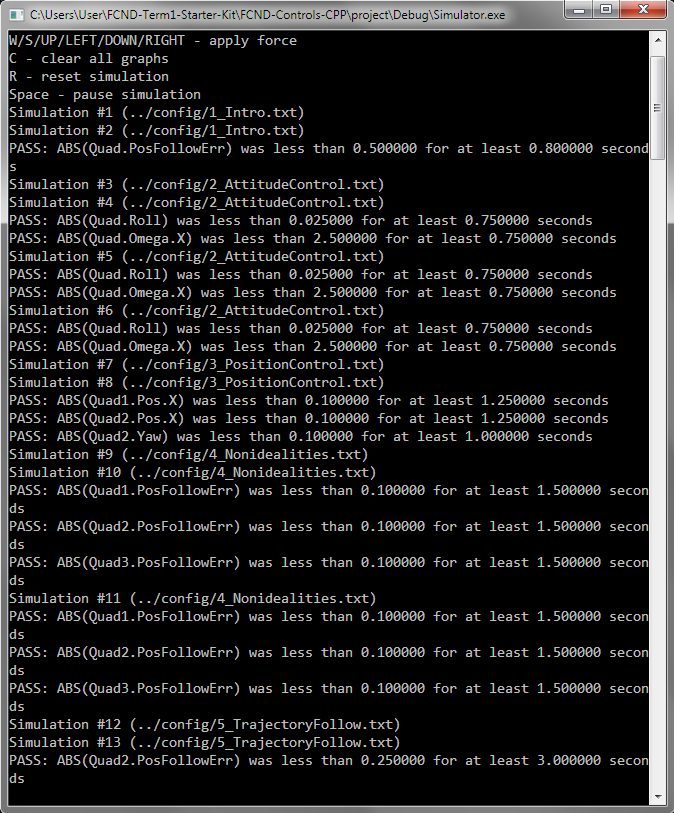 C:\Users\User\FCND-Term1-Starter-Kit\FCND-Controls-CPP\project\Debug\Simulator.exe
W/S/UP/LEFT/DOWN/RIGHT - apply force
C - clear all graphs
R - reset simulation
Space - pause simulation
Simulation #1 (../config/1_Intro.txt)
Simulation #2 (../config/1_Intro.txt)
PASS: ABS(Quad.PosFollowErr) was less than 0.500000 for at least 0.800000 second
s
Simulation #3 (../config/2_AttitudeControl.txt)
Simulation #4 (../config/2_AttitudeControl.txt)
PASS: ABS(Quad.Roll) was less than 0.025000 for at least 0.750000 seconds
PASS: ABS(Quad.Omega.X) was less than 2.500000 for at least 0.750000 seconds
Simulation #5 (../config/2_AttitudeControl.txt)
PASS: ABS(Quad.Roll) was less than 0.025000 for at least 0.750000 seconds
PASS: ABS(Quad.Omega.X) was less than 2.500000 for at least 0.750000 seconds
Simulation #6 (../config/2_AttitudeControl.txt)
PASS: ABS(Quad.Roll) was less than 0.025000 for at least 0.750000 seconds
PASS: ABS(Quad.Omega.X) was less than 2.500000 for at least 0.750000 seconds
Simulation #7 (../config/3_PositionControl.txt)
Simulation #8 (../config/3_PositionControl.txt)
PASS: ABS(Quad1.Pos.X) was less than 0.100000 for at least 1.250000 seconds
PASS: ABS(Quad2.Pos.X) was less than 0.100000 for at least 1.250000 seconds
PASS: ABS(Quad2.Yaw) was less than 0.100000 for at least 1.000000 seconds
Simulation #9 (../config/4_Nonidealities.txt)
Simulation #10 (../config/4_Nonidealities.txt)
PASS: ABS(Quad1.PosFollowErr) was less than 0.100000 for at least 1.500000 secon
ds
PASS: ABS(Quad2.PosFollowErr) was less than 0.100000 for at least 1.500000 secon
ds
PASS: ABS(Quad3.PosFollowErr) was less than 0.100000 for at least 1.500000 secon
ds
Simulation #11 (../config/4_Nonidealities.txt)
PASS: ABS(Quad1.PosFollowErr) was less than 0.100000 for at least 1.500000 secon
ds
PASS: ABS(Quad2.PosFollowErr) was less than 0.100000 for at least 1.500000 secon
ds
PASS: ABS(Quad3.PosFollowErr) was less than 0.100000 for at least 1.500000 secon
ds
Simulation #12 (../config/5_TrajectoryFollow.txt)
Simulation #13 (../config/5_TrajectoryFollow.txt)
PASS: ABS(Quad2.PosFollowErr) was less than 0.250000 for at least 3.000000 secon
ds